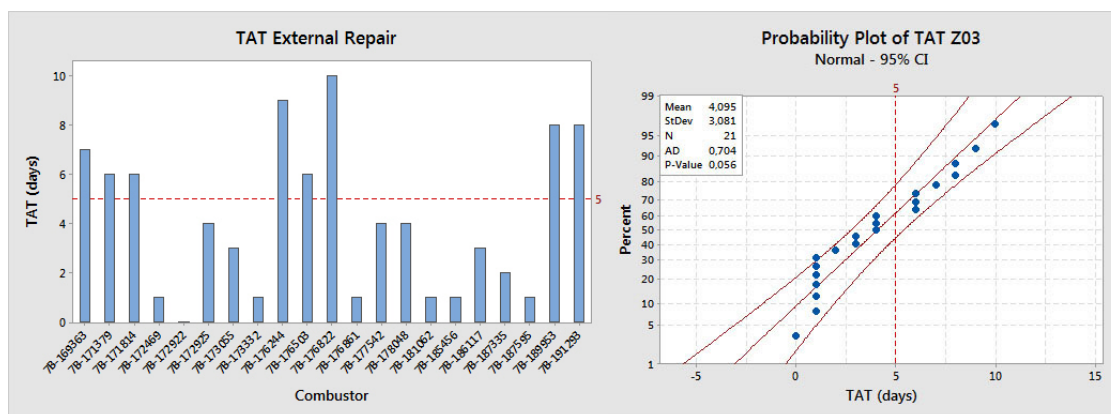 TAT External Repair
TAT (days)
10
8
6
4
2
0
5
7B-169363
7B-171379
7B-171814
7B-172469
7B-172922
7B-172925
7B-173055
7B-173332
7B-176244
7B-176503
7B-176822
7B-176861
7B-177542
7B-178048
7B-181062
7B-185456
7B-186117
7B-187335
7B-187595
7B-189953
7B-191293
Combustor
Probability Plot of TAT Z03
Normal - 95% CI
5
Mean 4,095
StDev 3,081
N 21
AD 0,704
P-Value 0,056
Percent
99
95
90
80
70
60
50
40
30
20
10
5
1
-5 0 5 10 15
TAT (days)